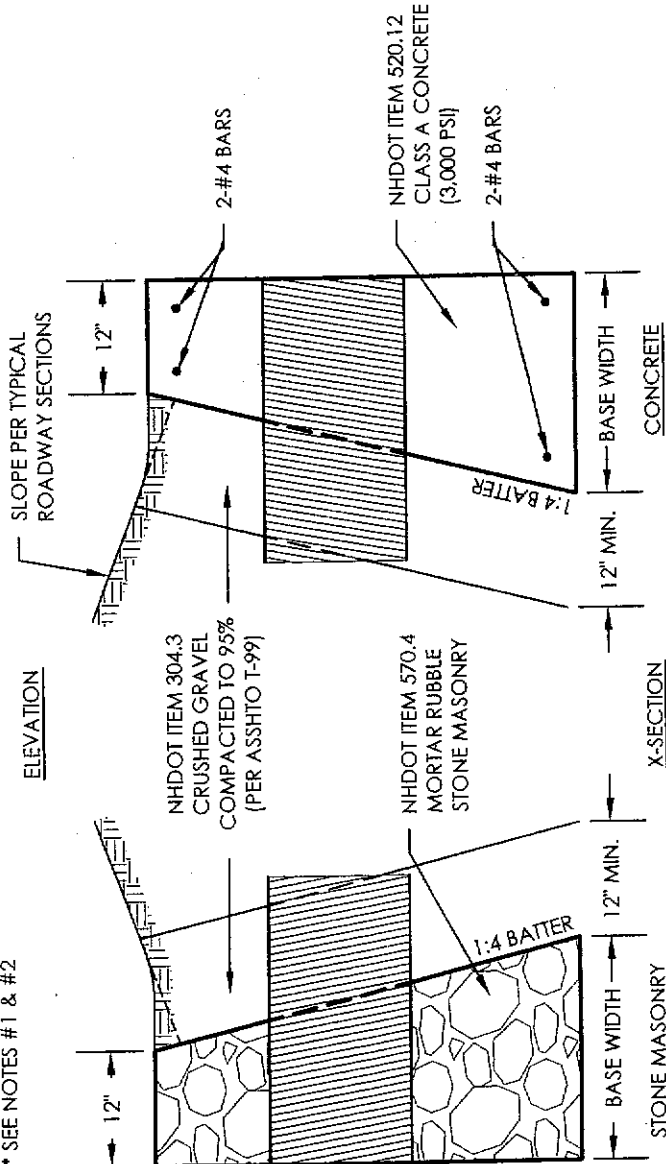 * SEE NOTES #1 & #2
ELEVATION
SLOPE PER TYPICAL
ROADWAY SECTIONS
12"
12"
NHDOT ITEM 304.3
CRUSHED GRAVEL
COMPACTED TO 95%
(PER ASSHTO T-99)
2-#4 BARS
NHDOT ITEM 570.4
MORTAR RUBBLE
STONE MASONRY
NHDOT ITEM 520.12
CLASS A CONCRETE
(3,000 PSI)
2-#4 BARS
1:4 BATTER
1:4 BATTER
BASE WIDTH
12" MIN.
12" MIN.
BASE WIDTH
STONE MASONRY
X-SECTION
CONCRETE